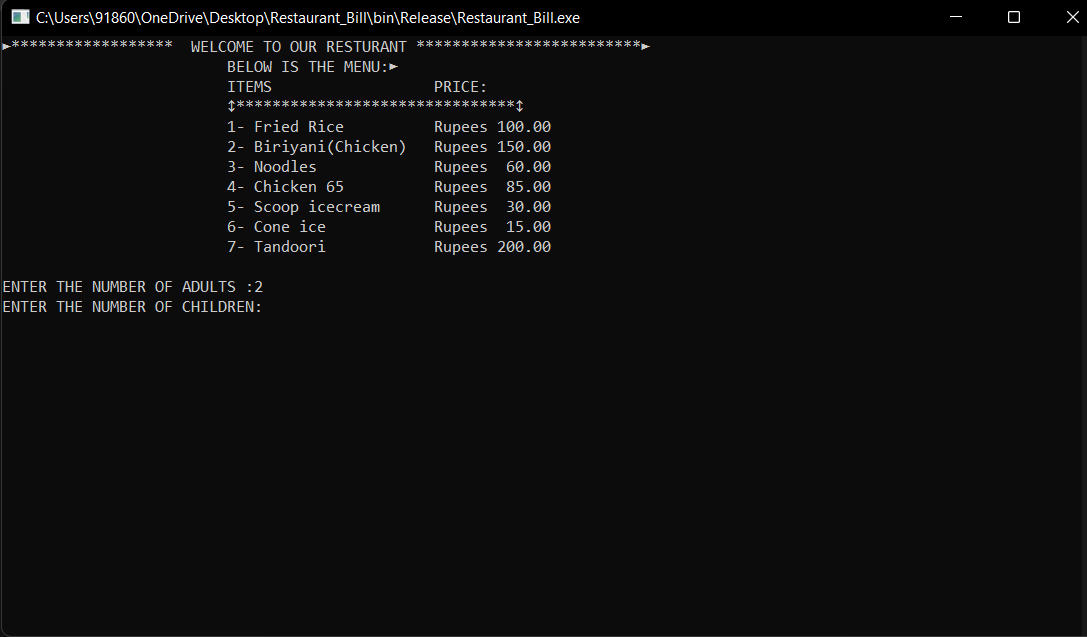 C:\Users\91860\OneDrive\Desktop\Restaurant_Bill\bin\Release\Restaurant_Bill.exe
►******************  WELCOME TO OUR RESTURANT *************************►
                         BELOW IS THE MENU:►
                         ITEMS                  PRICE:
                         ↕*******************************↕
                         1- Fried Rice          Rupees 100.00
                         2- Biriyani(Chicken)   Rupees 150.00
                         3- Noodles             Rupees  60.00
                         4- Chicken 65          Rupees  85.00
                         5- Scoop icecream      Rupees  30.00
                         6- Cone ice            Rupees  15.00
                         7- Tandoori            Rupees 200.00
ENTER THE NUMBER OF ADULTS :2
ENTER THE NUMBER OF CHILDREN: